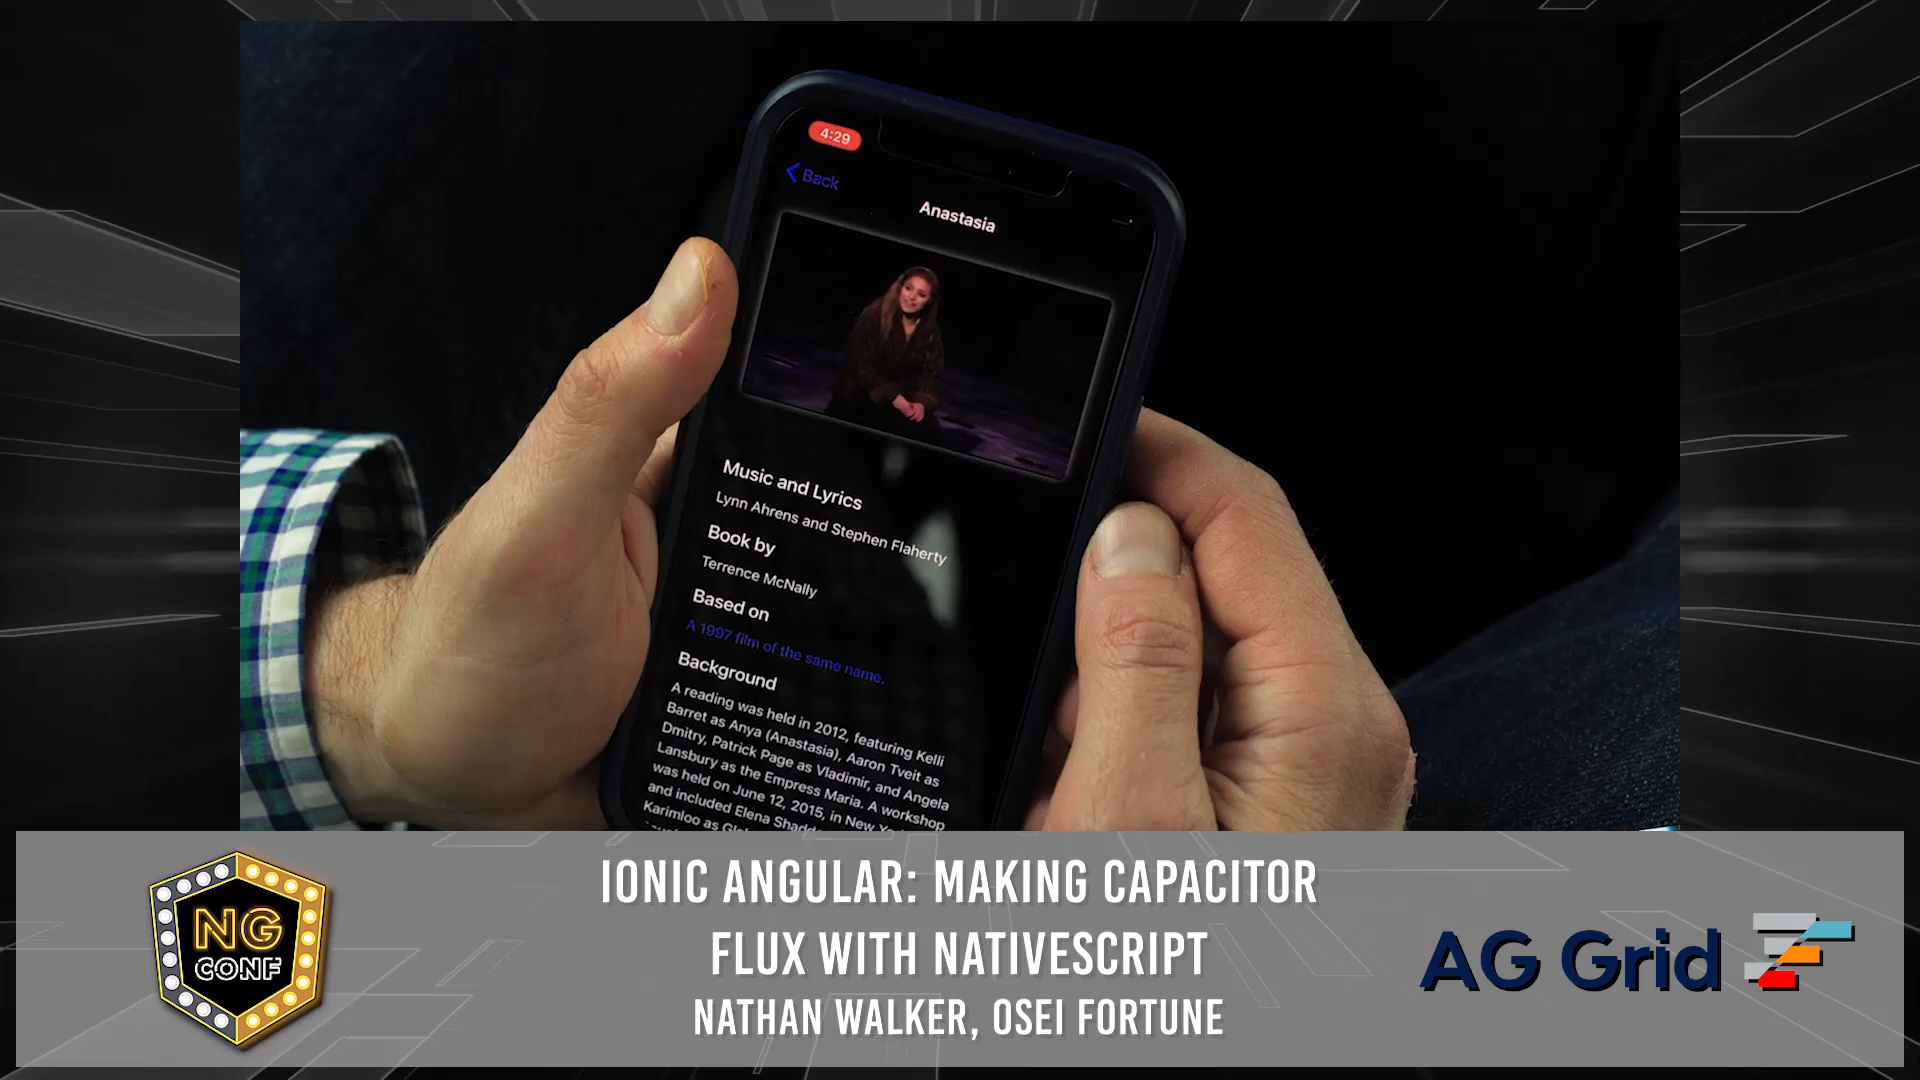 4:29
Back
Anastasia
Music and Lyrics
Lynn Ahrens and Stephen Flaherty
Book by
Terrence McNally
Based on
A 1997 film of the same name.
Background
A reading was held in 2012, featuring Kelli
Barret as Anya (Anastasia), Aaron Tveit as
Dmitry, Patrick Page as Vladimir, and Angela
Lansbury as the Empress Maria. A workshop
was held on June 12, 2015, in New
and included Elena
Karimloo as
IONIC ANGULAR: MAKING CAPACITOR
FLUX WITH NATIVESCRIPT
NATHAN WALKER, OSEI FORTUNE
NG
CONF
AG Grid